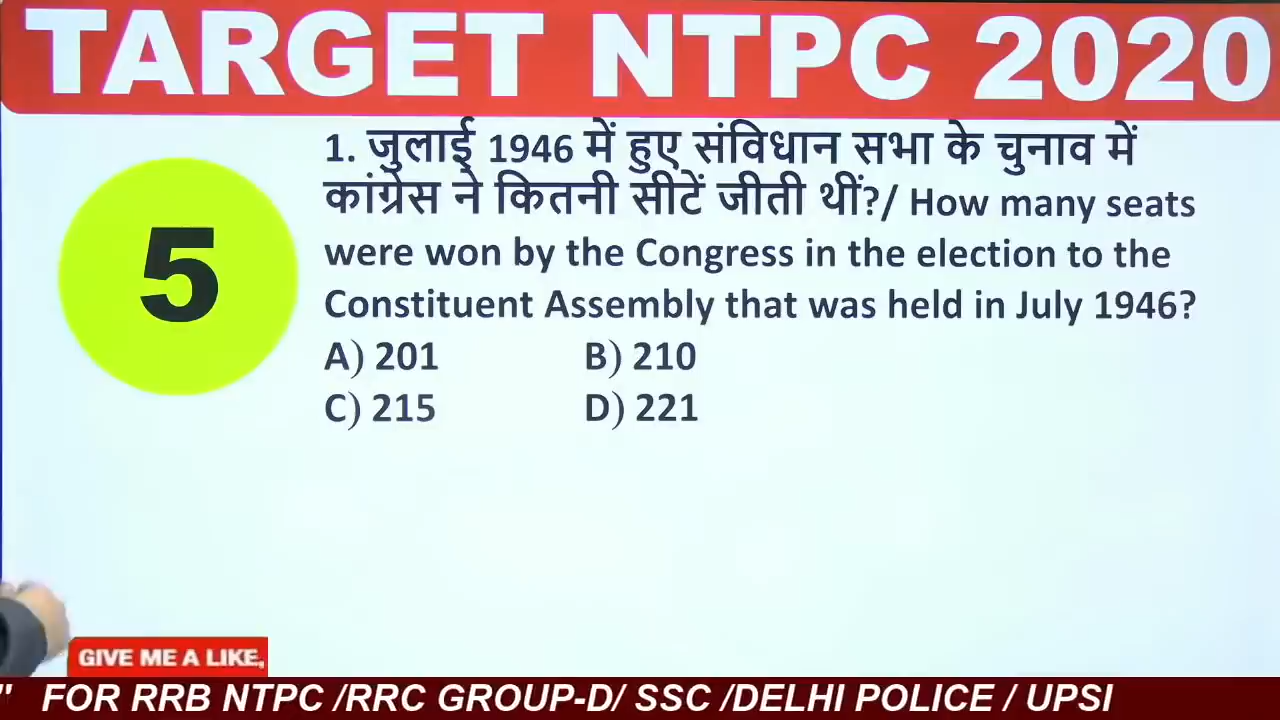 TARGET NTPC 2020
5
1. जुलाई 1946 में हुए संविधान सभा के चुनाव में
कांग्रेस ने कितनी सीटें जीती थीं?/ How many seats
were won by the Congress in the election to the
Constituent Assembly that was held in July 1946?
A) 201 B) 210
C) 215 D) 221
GIVE ME A LIKE,
" FOR RRB NTPC /RRC GROUP-D/ SSC /DELHI POLICE / UPSI